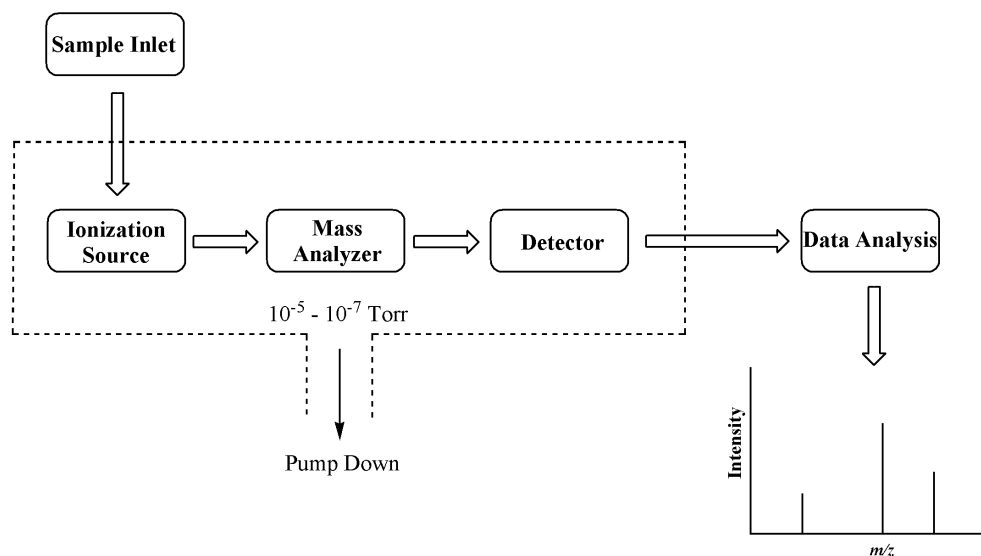 Sample Inlet
Ionization
Source
Mass
Analyzer
Detector
Data Analysis
10⁻⁵ - 10⁻⁷ Torr
Pump Down
Intensity
m/z